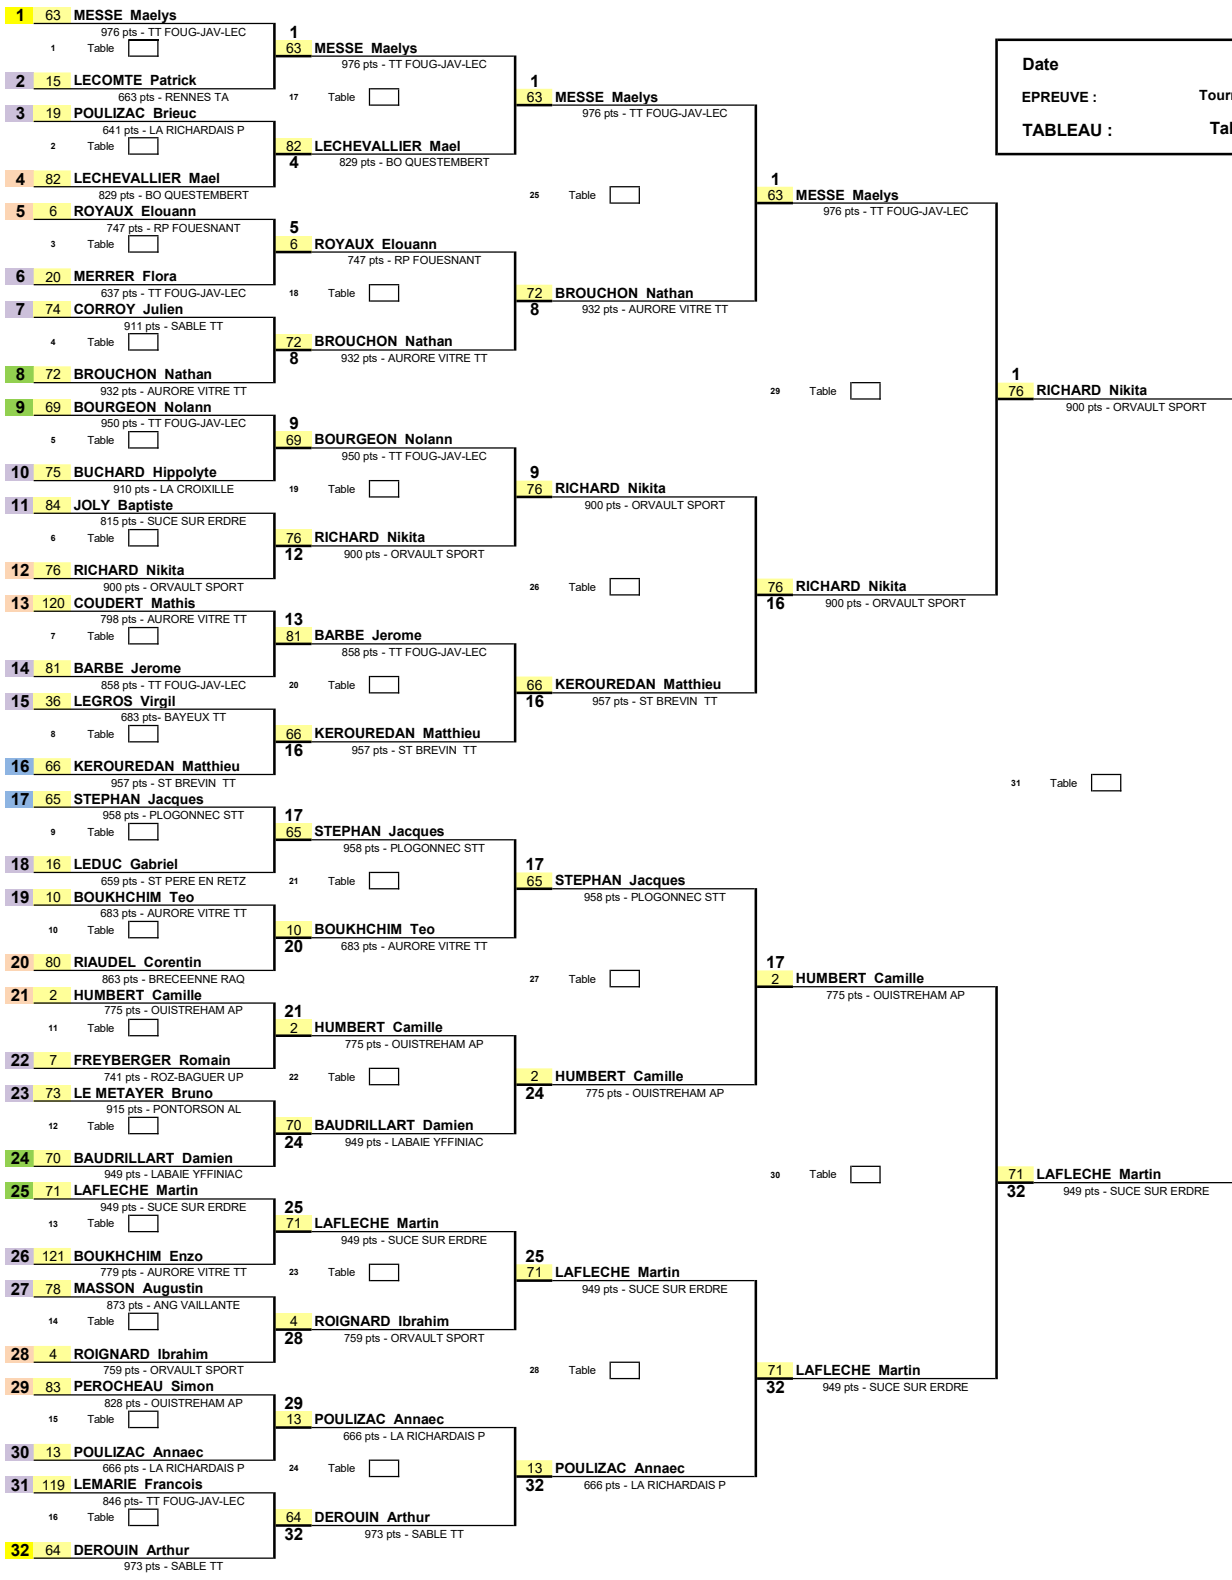 1 63 MESSE Maelys
976 pts - TT FOUG-JAV-LEC
1 Table
2 15 LECOMTE Patrick
663 pts - RENNES TA
3 19 POULIZAC Brieuc
641 pts - LA RICHARDAIS P
2 Table
4 82 LECHEVALLIER Mael
829 pts - BO QUESTEMBERT
5 6 ROYAUX Elouann
747 pts - RP FOUESNANT
3 Table
6 20 MERRER Flora
637 pts - TT FOUG-JAV-LEC
7 74 CORROY Julien
911 pts - SABLE TT
4 Table
8 72 BROUCHON Nathan
932 pts - AURORE VITRE TT
9 69 BOURGEON Nolann
950 pts - TT FOUG-JAV-LEC
5 Table
10 75 BUCHARD Hippolyte
910 pts - LA CROIXILLE
11 84 JOLY Baptiste
815 pts - SUCE SUR ERDRE
6 Table
12 76 RICHARD Nikita
900 pts - ORVAULT SPORT
13 120 COUDERT Mathis
798 pts - AURORE VITRE TT
7 Table
14 81 BARBE Jerome
858 pts - TT FOUG-JAV-LEC
15 36 LEGROS Virgil
683 pts- BAYEUX TT
8 Table
16 66 KEROUREDAN Matthieu
957 pts - ST BREVIN TT
17 65 STEPHAN Jacques
958 pts - PLOGONNEC STT
9 Table
18 16 LEDUC Gabriel
659 pts - ST PERE EN RETZ
19 10 BOUKHCHIM Teo
683 pts - AURORE VITRE TT
10 Table
20 80 RIAUDEL Corentin
863 pts - BRECEENNE RAQ
21 2 HUMBERT Camille
775 pts - OUISTREHAM AP
11 Table
22 7 FREYBERGER Romain
741 pts - ROZ-BAGUER UP
23 73 LE METAYER Bruno
915 pts - PONTORSON AL
12 Table
24 70 BAUDRILLART Damien
949 pts - LABAIE YFFINIAC
25 71 LAFLECHE Martin
949 pts - SUCE SUR ERDRE
13 Table
26 121 BOUKHCHIM Enzo
779 pts - AURORE VITRE TT
27 78 MASSON Augustin
873 pts - ANG VAILLANTE
14 Table
28 4 ROIGNARD Ibrahim
759 pts - ORVAULT SPORT
29 83 PEROCHEAU Simon
828 pts - OUISTREHAM AP
15 Table
30 13 POULIZAC Annaec
666 pts - LA RICHARDAIS P
31 119 LEMARIE Francois
846 pts- TT FOUG-JAV-LEC
16 Table
32 64 DEROUIN Arthur
973 pts - SABLE TT
1
63 MESSE Maelys
976 pts - TT FOUG-JAV-LEC
17 Table
82 LECHEVALLIER Mael
4 829 pts - BO QUESTEMBERT
5
6 ROYAUX Elouann
747 pts - RP FOUESNANT
18 Table
72 BROUCHON Nathan
8 932 pts - AURORE VITRE TT
9
69 BOURGEON Nolann
950 pts - TT FOUG-JAV-LEC
19 Table
76 RICHARD Nikita
12 900 pts - ORVAULT SPORT
13
81 BARBE Jerome
858 pts - TT FOUG-JAV-LEC
20 Table
66 KEROUREDAN Matthieu
16 957 pts - ST BREVIN TT
17
65 STEPHAN Jacques
958 pts - PLOGONNEC STT
21 Table
10 BOUKHCHIM Teo
20 683 pts - AURORE VITRE TT
21
2 HUMBERT Camille
775 pts - OUISTREHAM AP
22 Table
70 BAUDRILLART Damien
24 949 pts - LABAIE YFFINIAC
25
71 LAFLECHE Martin
949 pts - SUCE SUR ERDRE
23 Table
4 ROIGNARD Ibrahim
28 759 pts - ORVAULT SPORT
29
13 POULIZAC Annaec
666 pts - LA RICHARDAIS P
24 Table
64 DEROUIN Arthur
32 973 pts - SABLE TT
1
63 MESSE Maelys
976 pts - TT FOUG-JAV-LEC
25 Table
72 BROUCHON Nathan
8 932 pts - AURORE VITRE TT
9
76 RICHARD Nikita
900 pts - ORVAULT SPORT
26 Table
66 KEROUREDAN Matthieu
16 957 pts - ST BREVIN TT
17
65 STEPHAN Jacques
958 pts - PLOGONNEC STT
27 Table
2 HUMBERT Camille
24 775 pts - OUISTREHAM AP
25
71 LAFLECHE Martin
949 pts - SUCE SUR ERDRE
28 Table
13 POULIZAC Annaec
32 666 pts - LA RICHARDAIS P
1
63 MESSE Maelys
976 pts - TT FOUG-JAV-LEC
29 Table
76 RICHARD Nikita
16 900 pts - ORVAULT SPORT
17
2 HUMBERT Camille
775 pts - OUISTREHAM AP
30 Table
71 LAFLECHE Martin
32 949 pts - SUCE SUR ERDRE
Date
EPREUVE : Tour
TABLEAU : Ta
1
76 RICHARD Nikita
900 pts - ORVAULT SPORT
31 Table
71 LAFLECHE Martin
32 949 pts - SUCE SUR ERDRE